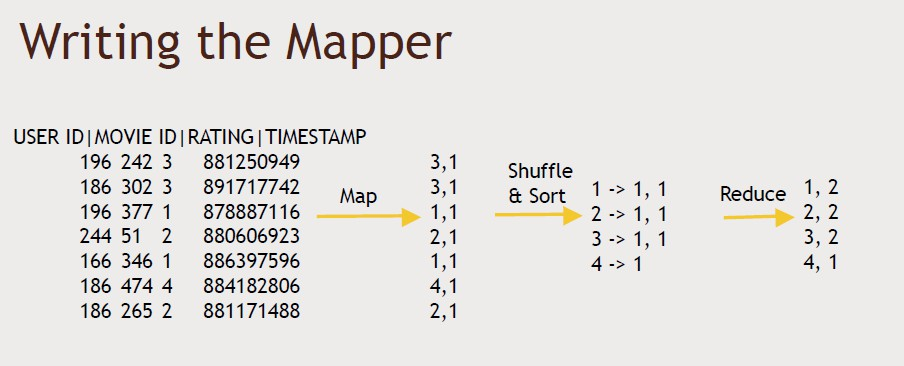 Writing the Mapper
USER ID|MOVIE ID|RATING|TIMESTAMP
196 242 3 881250949
186 302 3 891717742
196 377 1 878887116
244 51 2 880606923
166 346 1 886397596
186 474 4 884182806
186 265 2 881171488
Map
3,1
3,1
1,1
2,1
1,1
4,1
2,1
Shuffle
& Sort
1 -> 1, 1
2 -> 1, 1
3 -> 1, 1
4 -> 1
Reduce
1, 2
2, 2
3, 2
4, 1